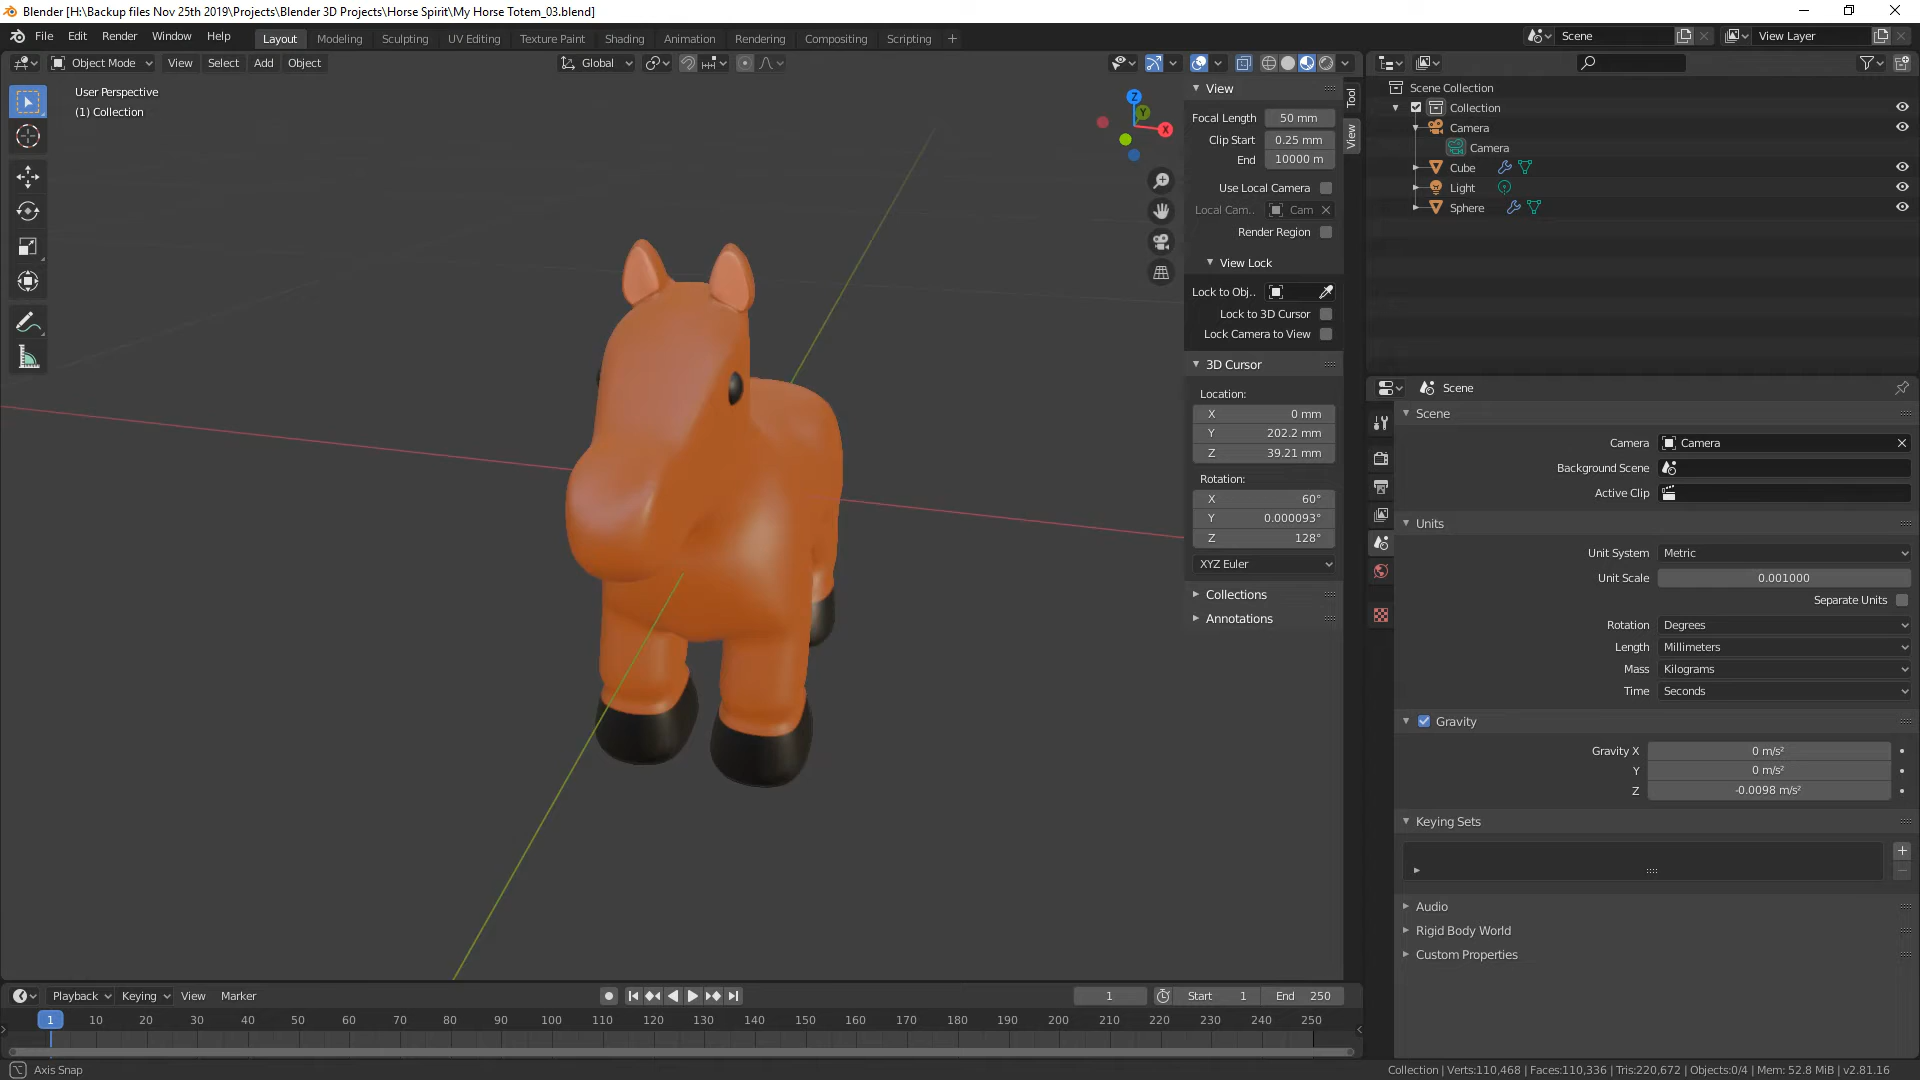 Blender [H:\Backup files Nov 25th 2019\Projects\Blender 3D Projects\Horse Spirit\My Horse Totem_03.blend]
File Edit Render Window Help Layout Modeling Sculpting UV Editing Texture Paint Shading Animation Rendering Compositing Scripting + Scene View Layer
Object Mode View Select Add Object Global
User Perspective
(1) Collection
Z
Y
X
Tool
View
View
Focal Length 50 mm
Clip Start 0.25 mm
End 10000 m
Use Local Camera
Local Cam.. Cam
Render Region
View Lock
Lock to Obj..
Lock to 3D Cursor
Lock Camera to View
3D Cursor
Location:
X 0 mm
Y 202.2 mm
Z 39.21 mm
Rotation:
X 60°
Y 0.000093°
Z 128°
XYZ Euler
Collections
Annotations
Scene Collection
Collection
Camera
Camera
Cube
Light
Sphere
Scene
Scene
Camera Camera
Background Scene
Active Clip
Units
Unit System Metric
Unit Scale 0.001000
Separate Units
Rotation Degrees
Length Millimeters
Mass Kilograms
Time Seconds
Gravity
Gravity X 0 m/s²
Y 0 m/s²
Z -0.0098 m/s²
Keying Sets
Audio
Rigid Body World
Custom Properties
Playback Keying View Marker 1 Start 1 End 250
1 10 20 30 40 50 60 70 80 90 100 110 120 130 140 150 160 170 180 190 200 210 220 230 240 250
Axis Snap
Collection | Verts:110,468 | Faces:110,336 | Tris:220,672 | Objects:0/4 | Mem: 52.8 MiB | v2.81.16